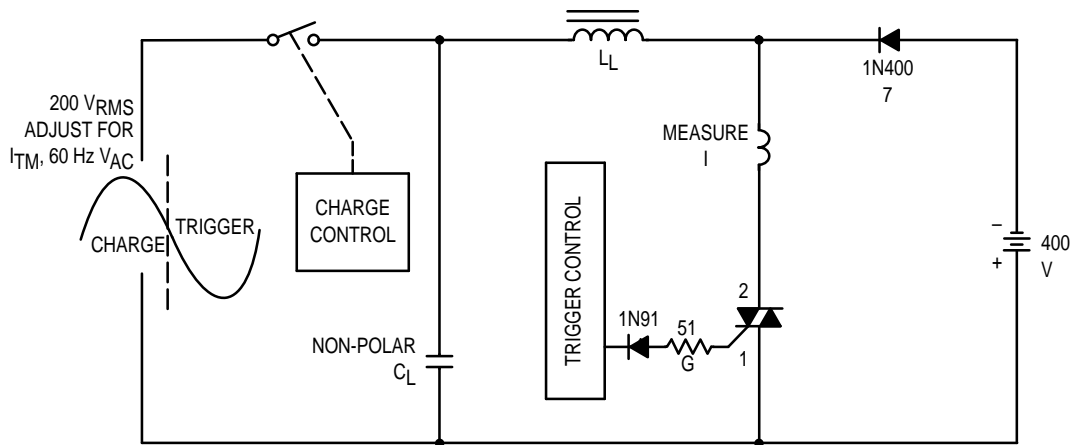 200 VRMS
ADJUST FOR
ITM, 60 Hz VAC
CHARGE
TRIGGER
CHARGE
CONTROL
NON-POLAR
CL
LL
MEASURE
I
TRIGGER CONTROL
1N91
51
G
2
1
1N400
7
–
+
400
V